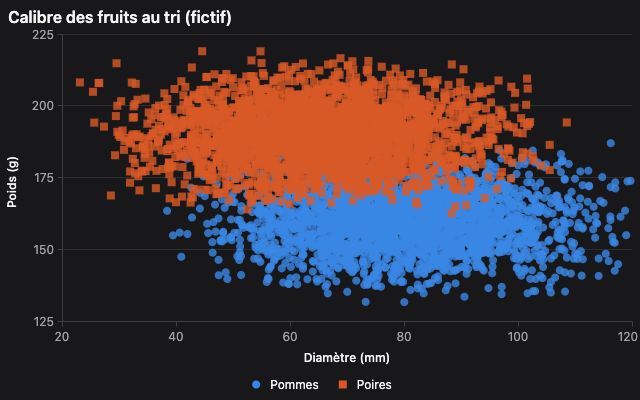 Calibre des fruits au tri (fictif)
Poids (g)
225
200
175
150
125
20 40 60 80 100 120
Diamètre (mm)
Pommes Poires